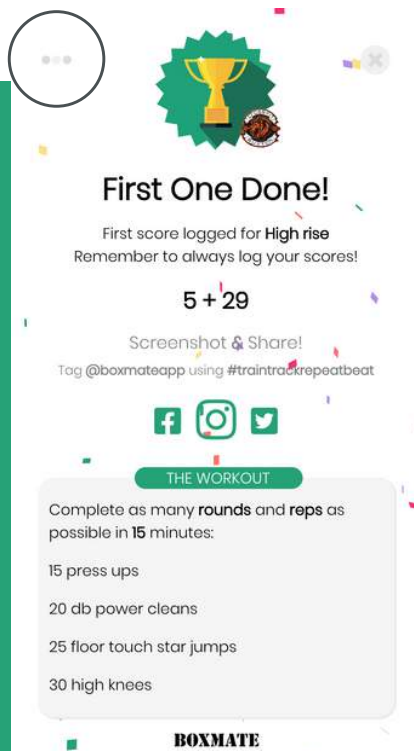 First One Done!
First score logged for High rise
Remember to always log your scores!
5 + 29
Screenshot & Share!
Tag @boxmateapp using #traintrackrepeatbeat
THE WORKOUT
Complete as many rounds and reps as
possible in 15 minutes:
15 press ups
20 db power cleans
25 floor touch star jumps
30 high knees
BOXMATE